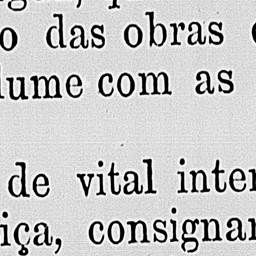 o das obras
lume com as
de vital inter
iça, consignar